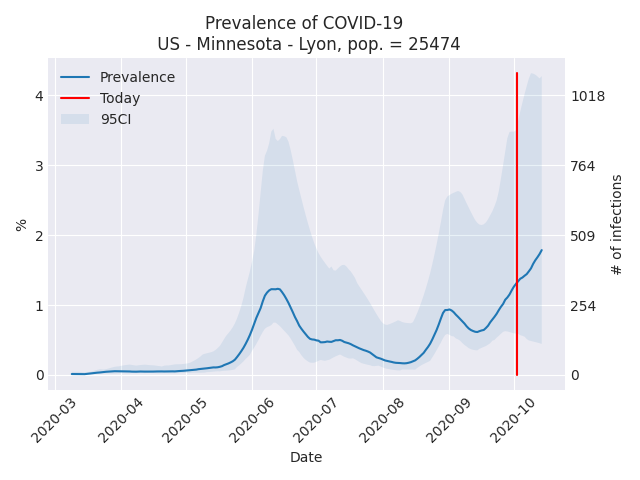 Prevalence of COVID-19
US - Minnesota - Lyon, pop. = 25474
Prevalence
Today
95CI
4
3
2
1
0
%
1018
764
509
254
0
# of infections
2020-03
2020-04
2020-05
2020-06
2020-07
2020-08
2020-09
2020-10
Date